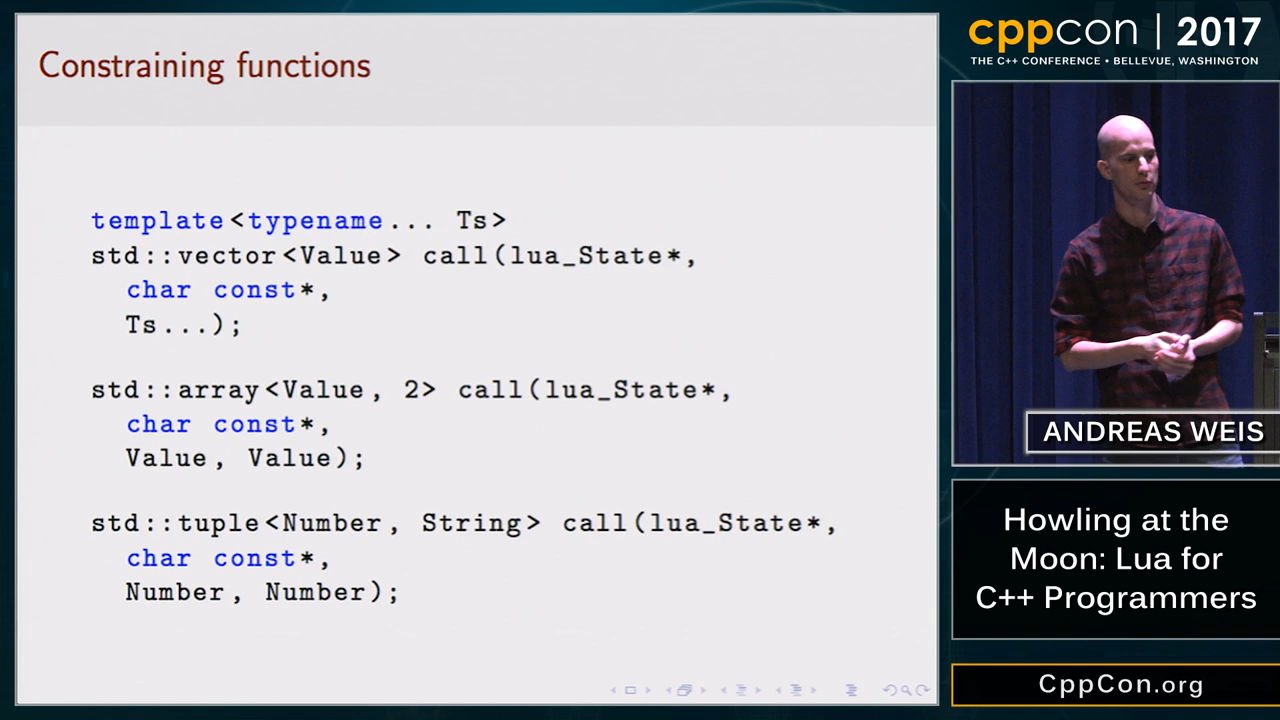 Constraining functions
template<typename... Ts>
std::vector<Value> call(lua_State*,
char const*,
Ts...);
std::array<Value, 2> call(lua_State*,
char const*,
Value, Value);
std::tuple<Number, String> call(lua_State*,
char const*,
Number, Number);
cppcon | 2017
THE C++ CONFERENCE • BELLEVUE, WASHINGTON
ANDREAS WEIS
Howling at the
Moon: Lua for
C++ Programmers
CppCon.org